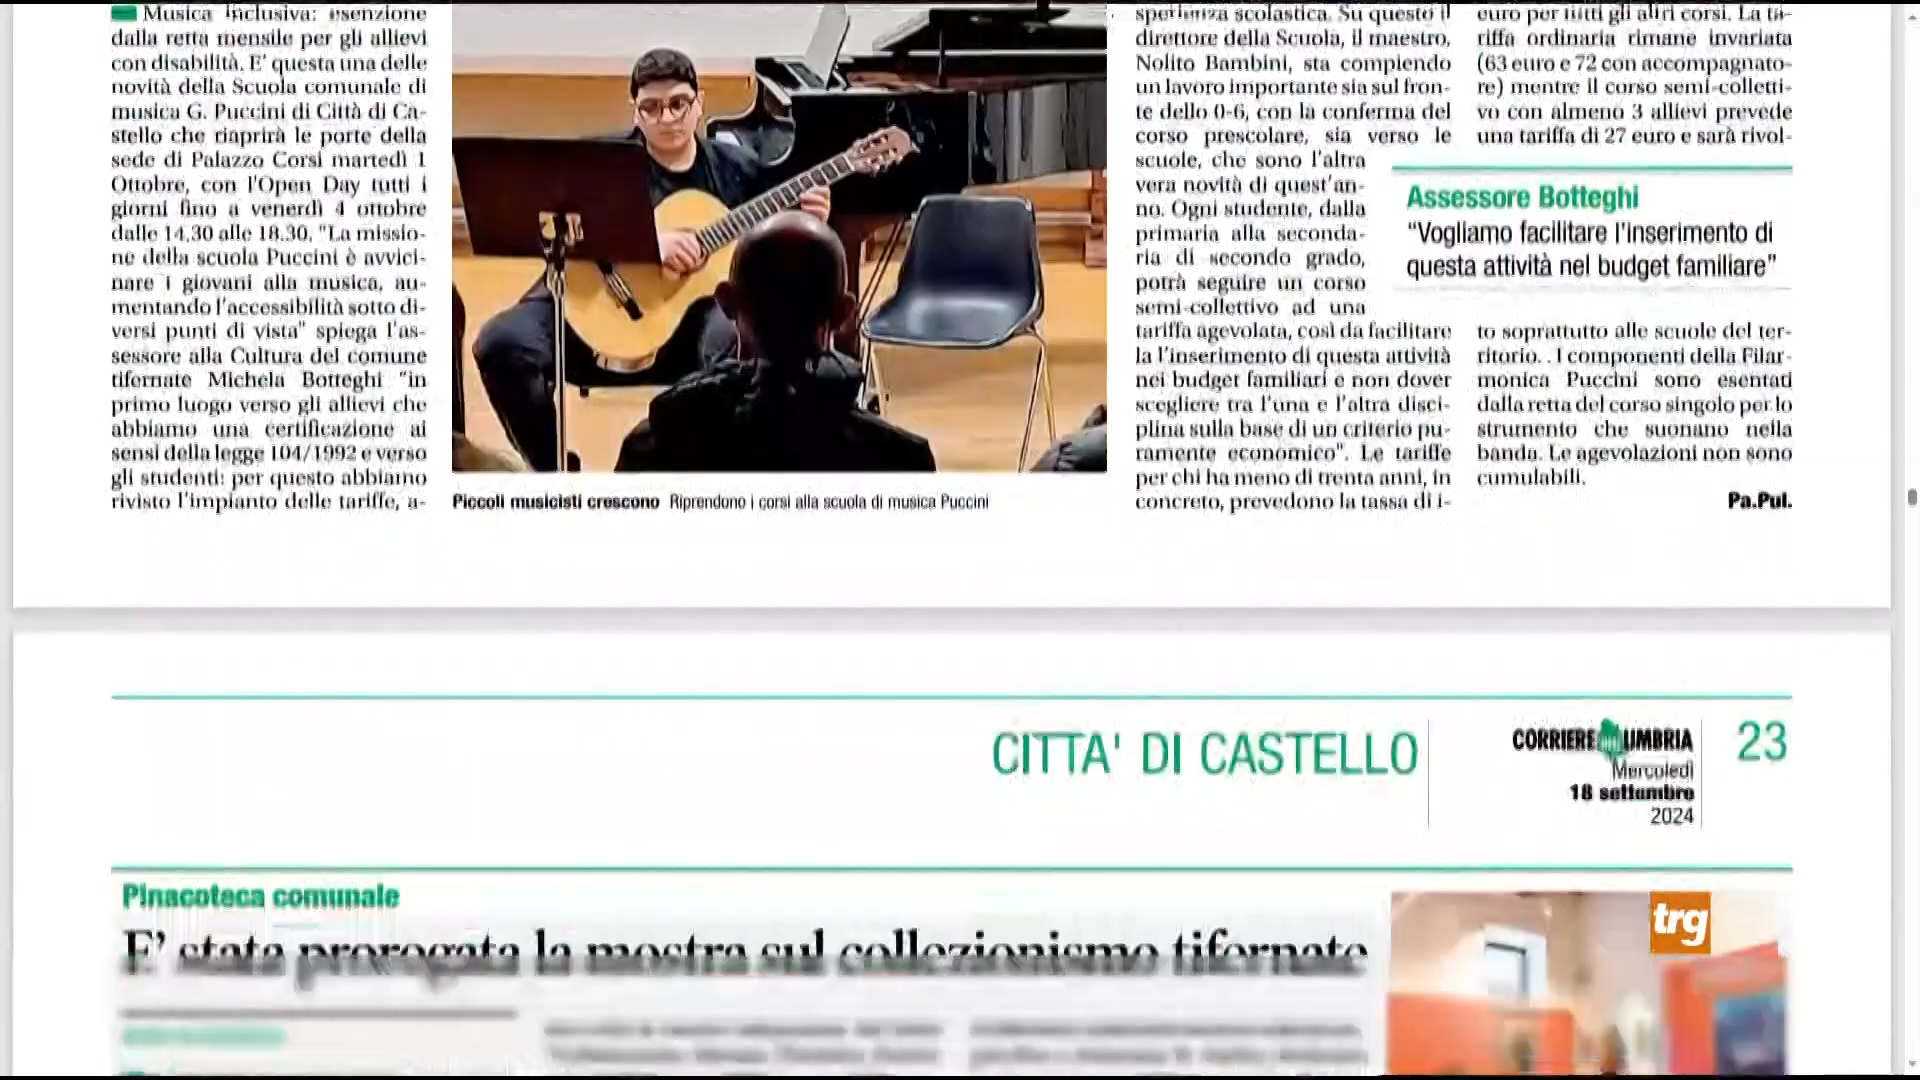 Musica inclusiva: esenzione
dalla retta mensile per gli allievi
con disabilità. E' questa una delle
novità della Scuola comunale di
musica G. Puccini di Città di Ca-
stello che riaprirà le porte della
sede di Palazzo Corsi martedì 1
Ottobre, con l'Open Day tutti i
giorni fino a venerdì 4 ottobre
dalle 14,30 alle 18.30. "La missio-
ne della scuola Puccini è avvici-
nare i giovani alla musica, au-
mentando l'accessibilità sotto di-
versi punti di vista" spiega l'as-
sessore alla Cultura del comune
tifernate Michela Botteghi "in
primo luogo verso gli allievi che
abbiamo una certificazione ai
sensi della legge 104/1992 e verso
gli studenti: per questo abbiamo
rivisto l'impianto delle tariffe, a-
Piccoli musicisti crescono Riprendono i corsi alla scuola di musica Puccini
sperienza scolastica. Su questo il
direttore della Scuola, il maestro,
Nolito Bambini, sta compiendo
un lavoro importante sia sul fron-
te dello 0-6, con la conferma del
corso prescolare, sia verso le
scuole, che sono l'altra
vera novità di quest'an-
no. Ogni studente, dalla
primaria alla seconda-
ria di secondo grado,
potrà seguire un corso
semi-collettivo ad una
tariffa agevolata, così da facilitare
la l'inserimento di questa attività
nei budget familiari e non dover
scegliere tra l'una e l'altra disci-
plina sulla base di un criterio pu-
ramente economico". Le tariffe
per chi ha meno di trenta anni, in
concreto, prevedono la tassa di i-
euro per tutti gli altri corsi. La ta-
riffa ordinaria rimane invariata
(63 euro e 72 con accompagnato-
re) mentre il corso semi-colletti-
vo con almeno 3 allievi prevede
una tariffa di 27 euro e sarà rivol-
Assessore Botteghi
"Vogliamo facilitare l'inserimento di
questa attività nel budget familiare"
to soprattutto alle scuole del ter-
ritorio. . I componenti della Filar-
monica Puccini sono esentati
dalla retta del corso singolo per lo
strumento che suonano nella
banda. Le agevolazioni non sono
cumulabili.
Pa.Pul.
CITTA' DI CASTELLO
CORRIERE UMBRIA
Mercoledì
18 settembre
2024
23
Pinacoteca comunale
E' stata prorogata la mostra sul collezionismo tifernate
trg